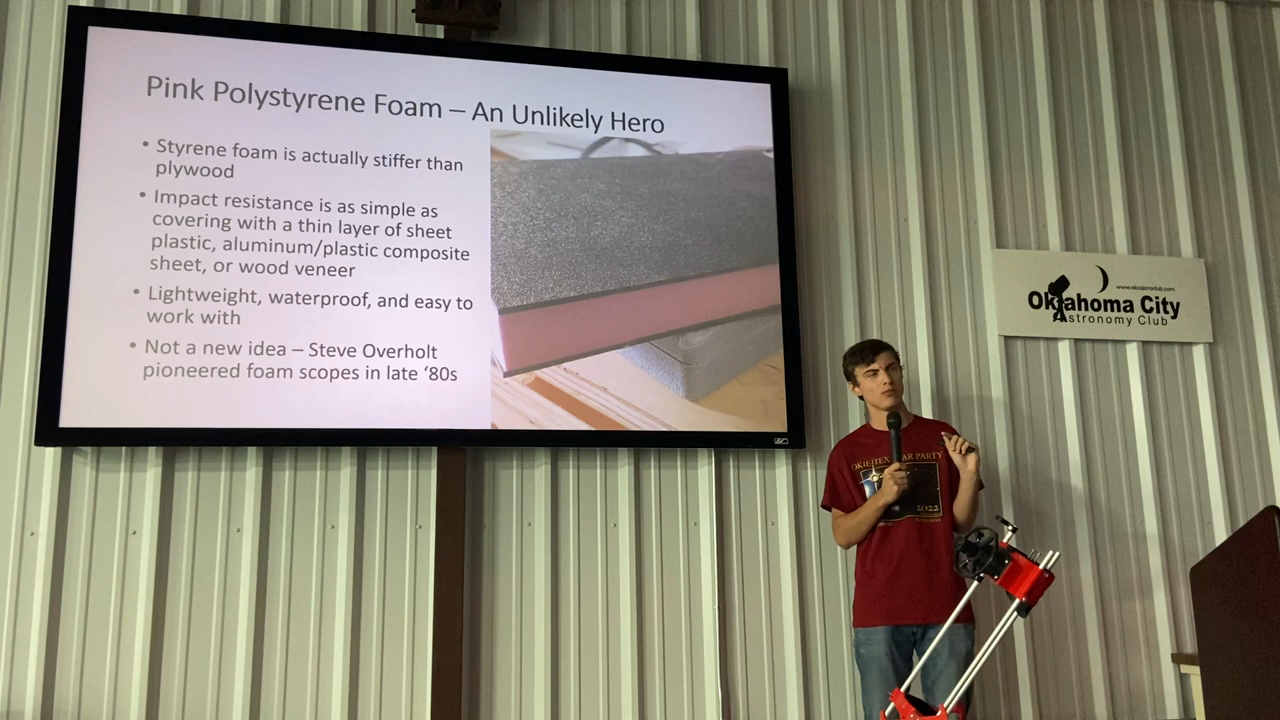 Pink Polystyrene Foam – An Unlikely Hero
• Styrene foam is actually stiffer than
plywood
• Impact resistance is as simple as
covering with a thin layer of sheet
plastic, aluminum/plastic composite
sheet, or wood veneer
• Lightweight, waterproof, and easy to
work with
• Not a new idea – Steve Overholt
pioneered foam scopes in late ‘80s
www.okcastroclub.com
Oklahoma City
Astronomy Club
2022